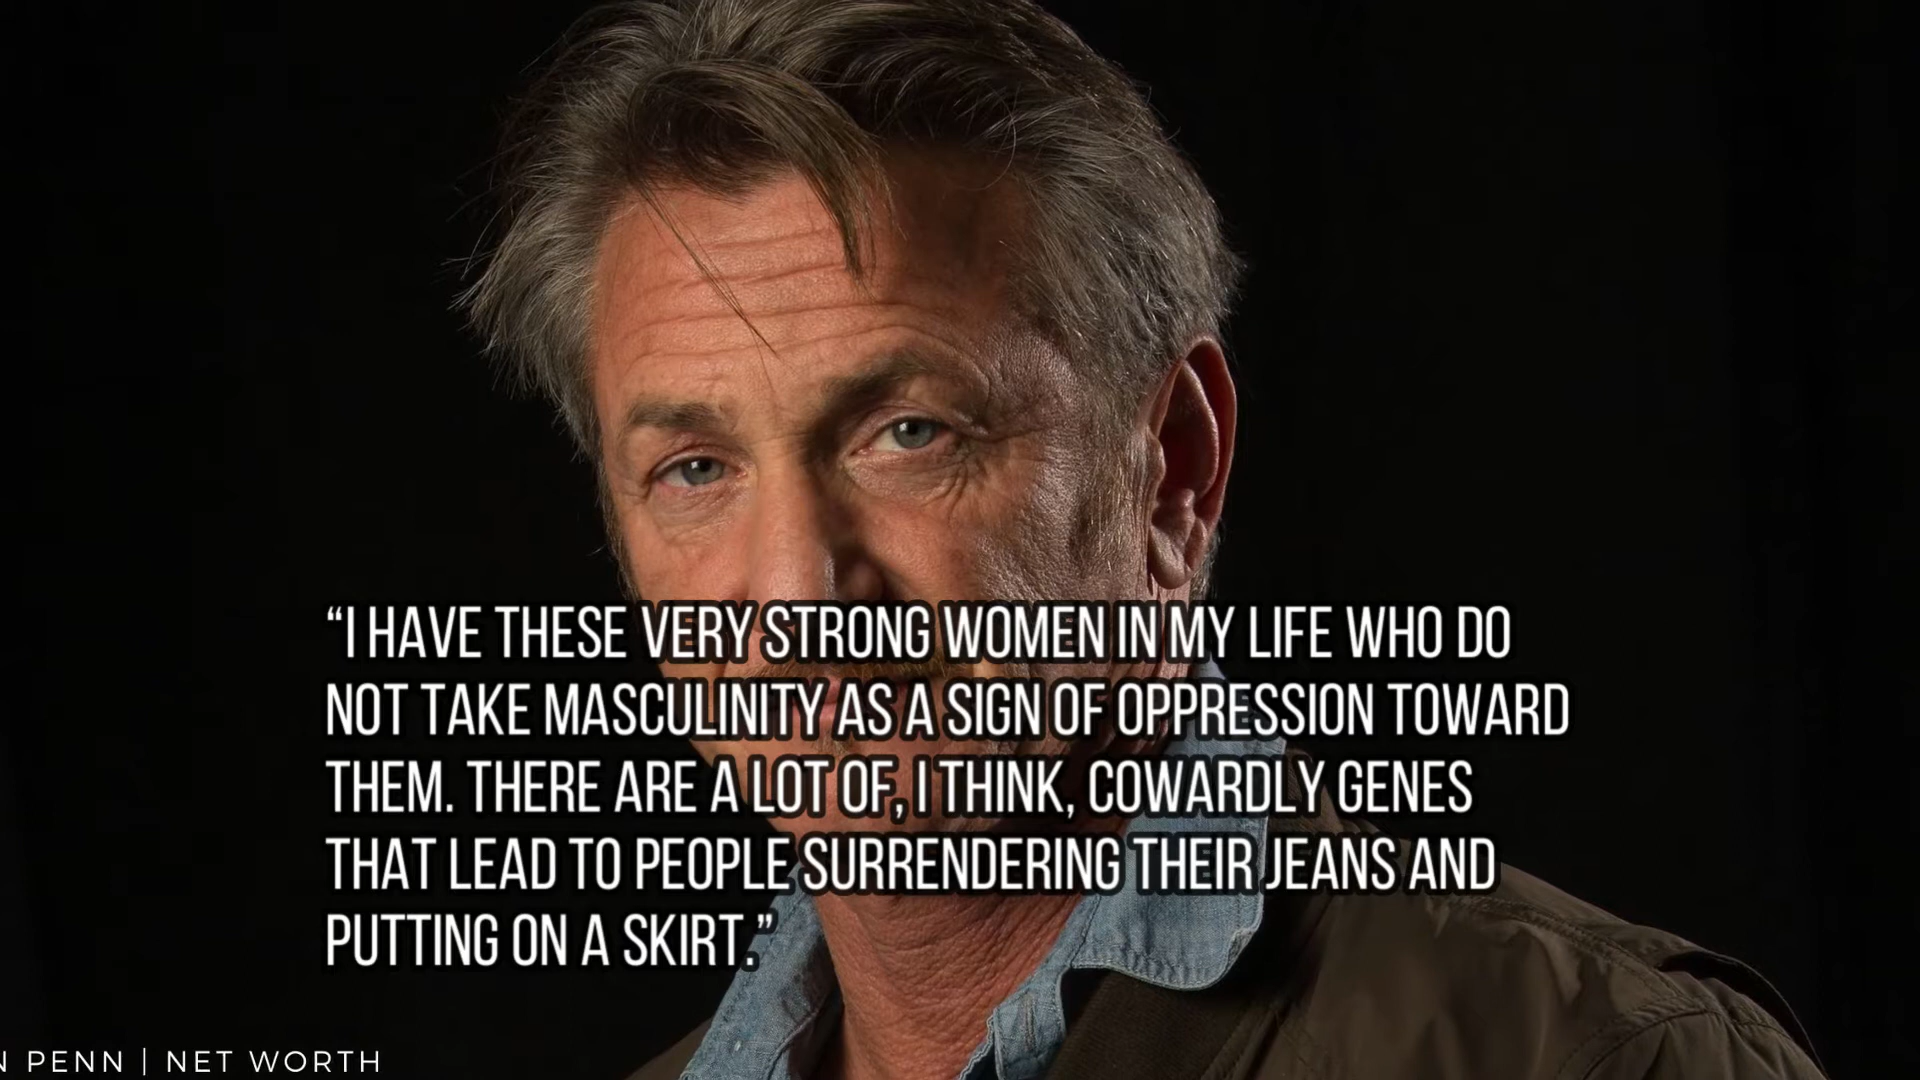 “I HAVE THESE VERY STRONG WOMEN IN MY LIFE WHO DO
NOT TAKE MASCULINITY AS A SIGN OF OPPRESSION TOWARD
THEM. THERE ARE A LOT OF, I THINK, COWARDLY GENES
THAT LEAD TO PEOPLE SURRENDERING THEIR JEANS AND
PUTTING ON A SKIRT.”
N PENN | NET WORTH